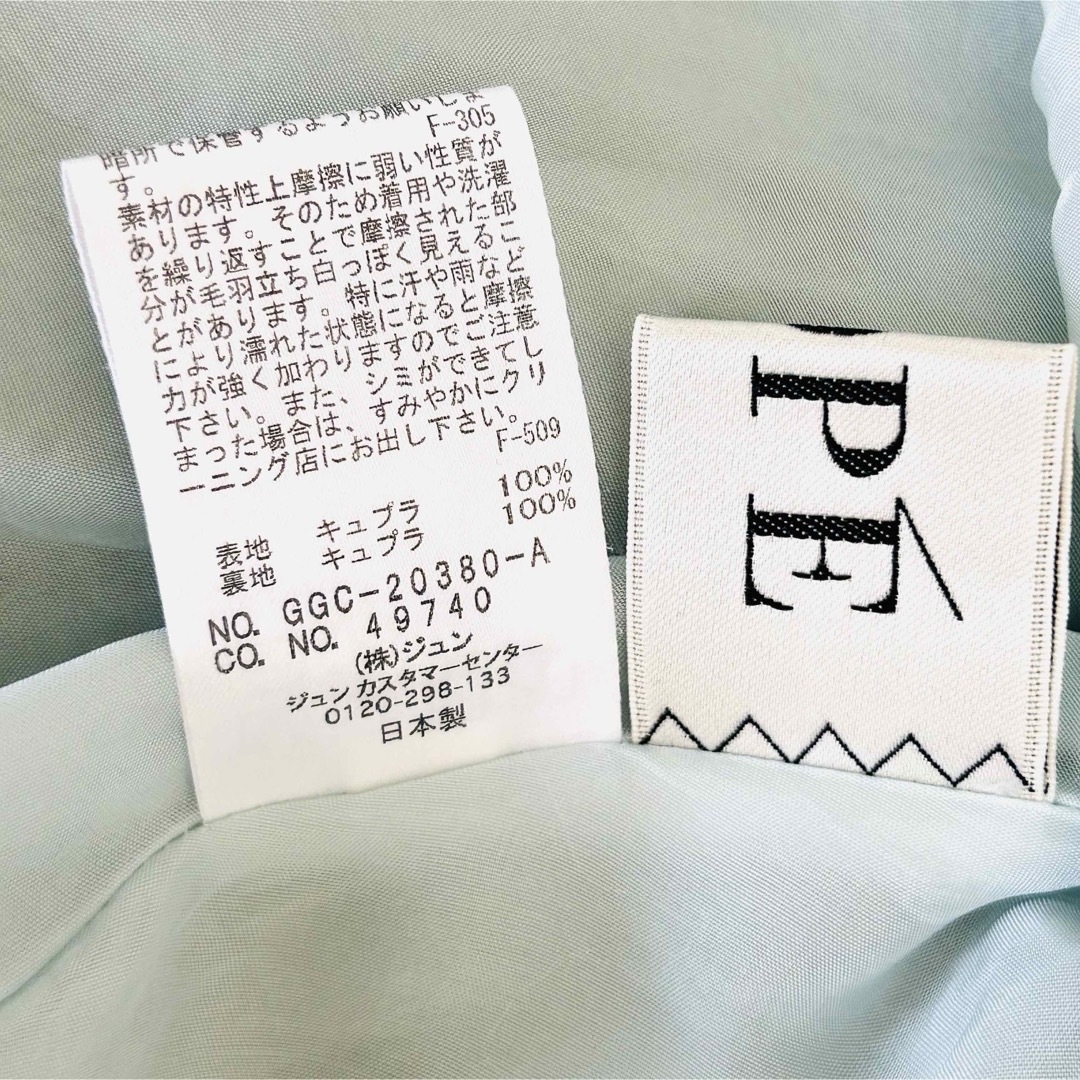 暗所で保管するようお願いしま
す。
F-305
素材の特性上摩擦に弱い性質が
あります。そのため着用や洗濯
を繰り返すことで摩擦された部
分が毛羽立ち白っぽく見えるこ
とがあります。特に汗や雨など
により濡れた状態になると摩擦
力が強く加わりますのでご注意
下さい。また、シミができてし
まった場合は、すみやかにクリ
ーニング店にお出し下さい。
F-509
表地 キュプラ 100%
裏地 キュプラ 100%
NO. GGC-20380-A
CO. NO. 49740
(株)ジュン
ジュン カスタマーセンター
0120-298-133
日本製
PÉ